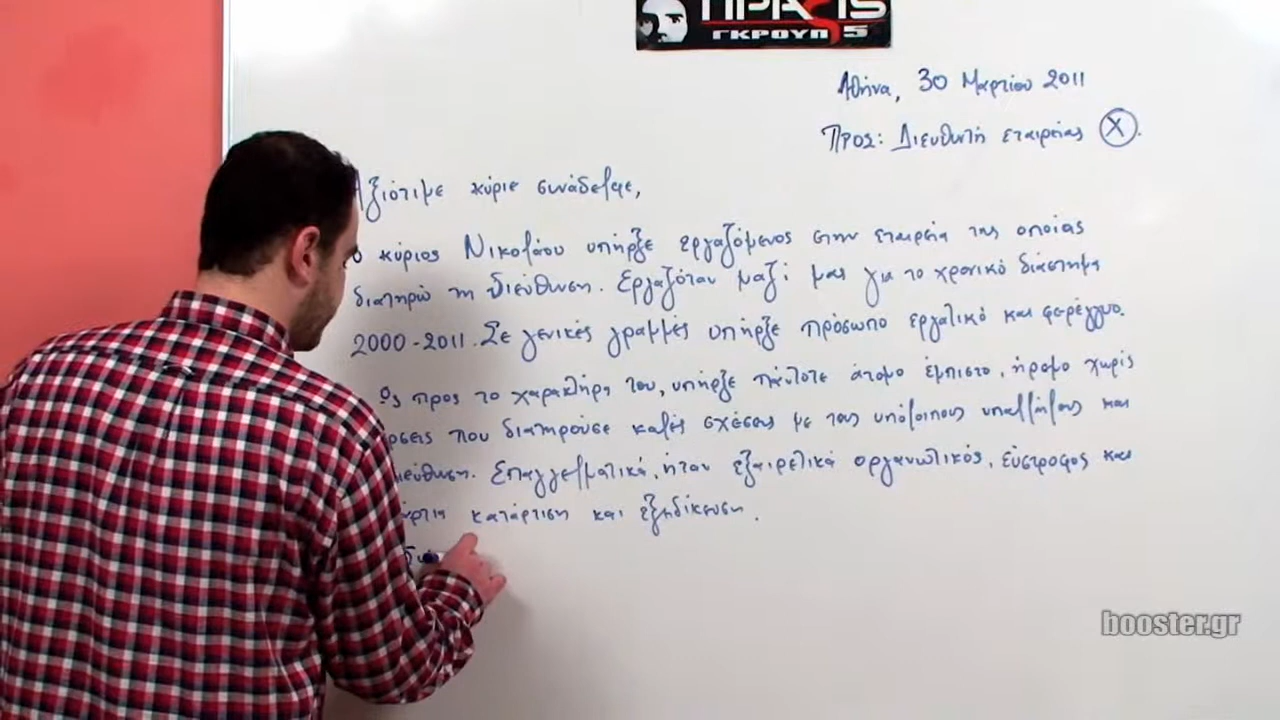 ΠΡΑΞΙΣ
ΓΚΡΟΥΠ 5
Αθήνα, 30 Μαρτίου 2011
Προς: Διευθυντή εταιρείας Χ.
Αξιότιμε κύριε συνάδελφε,
Ο κύριος Νικολάου υπήρξε εργαζόμενος στην εταιρεία της οποίας
διατηρώ τη διεύθυνση. Εργαζόταν μαζί μας για το χρονικό διάστημα
2000-2011. Σε γενικές γραμμές υπήρξε πρόσωπο εργατικό και φερέγγυο.
Ως προς το χαρακτήρα του, υπήρξε πάντοτε άτομο έμπιστο, ήρεμο χωρίς
που διατηρούσε καλές σχέσεις με τους υπόλοιπους υπαλλήλους και
Επαγγελματικά, ήταν εξαιρετικά οργανωτικός, εύστροφος και
κατάρτιση και εξειδίκευση.
booster.gr